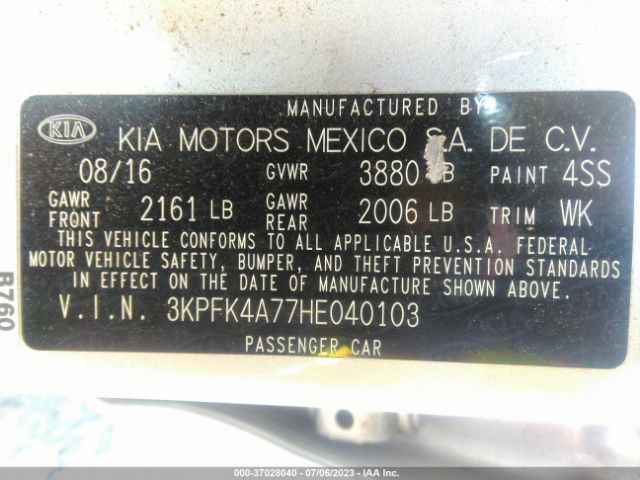 MANUFACTURED BY
KIA KIA MOTORS MEXICO S.A. DE C.V.
08/16 GVWR 3880 LB PAINT 4SS
GAWR FRONT 2161 LB GAWR REAR 2006 LB TRIM WK
THIS VEHICLE CONFORMS TO ALL APPLICABLE U.S.A. FEDERAL
MOTOR VEHICLE SAFETY, BUMPER, AND THEFT PREVENTION STANDARDS
IN EFFECT ON THE DATE OF MANUFACTURE SHOWN ABOVE.
V.I.N. 3KPFK4A77HE040103
PASSENGER CAR
B760
000-37028040 / 07/06/2023 - IAA Inc.